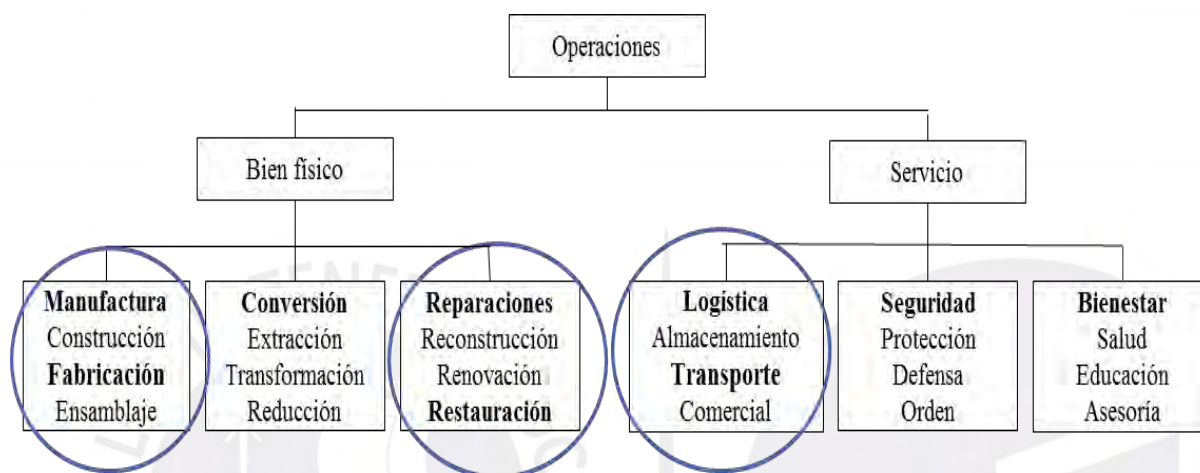 Operaciones
Bien físico
Servicio
Manufactura
Construcción
Fabricación
Ensamblaje
Conversión
Extracción
Transformación
Reducción
Reparaciones
Reconstrucción
Renovación
Restauración
Logística
Almacenamiento
Transporte
Comercial
Seguridad
Protección
Defensa
Orden
Bienestar
Salud
Educación
Asesoría